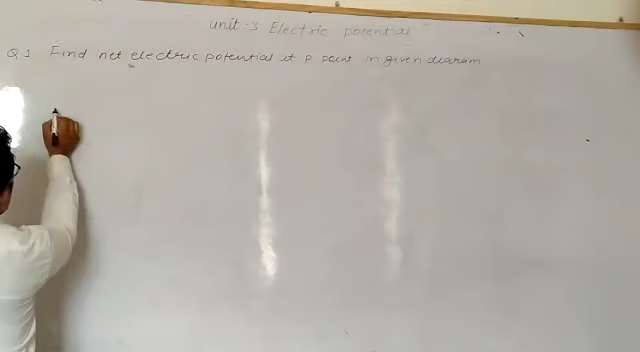 unit-3 Electric potential
Q 1 Find net electric potential at P point in given diagram